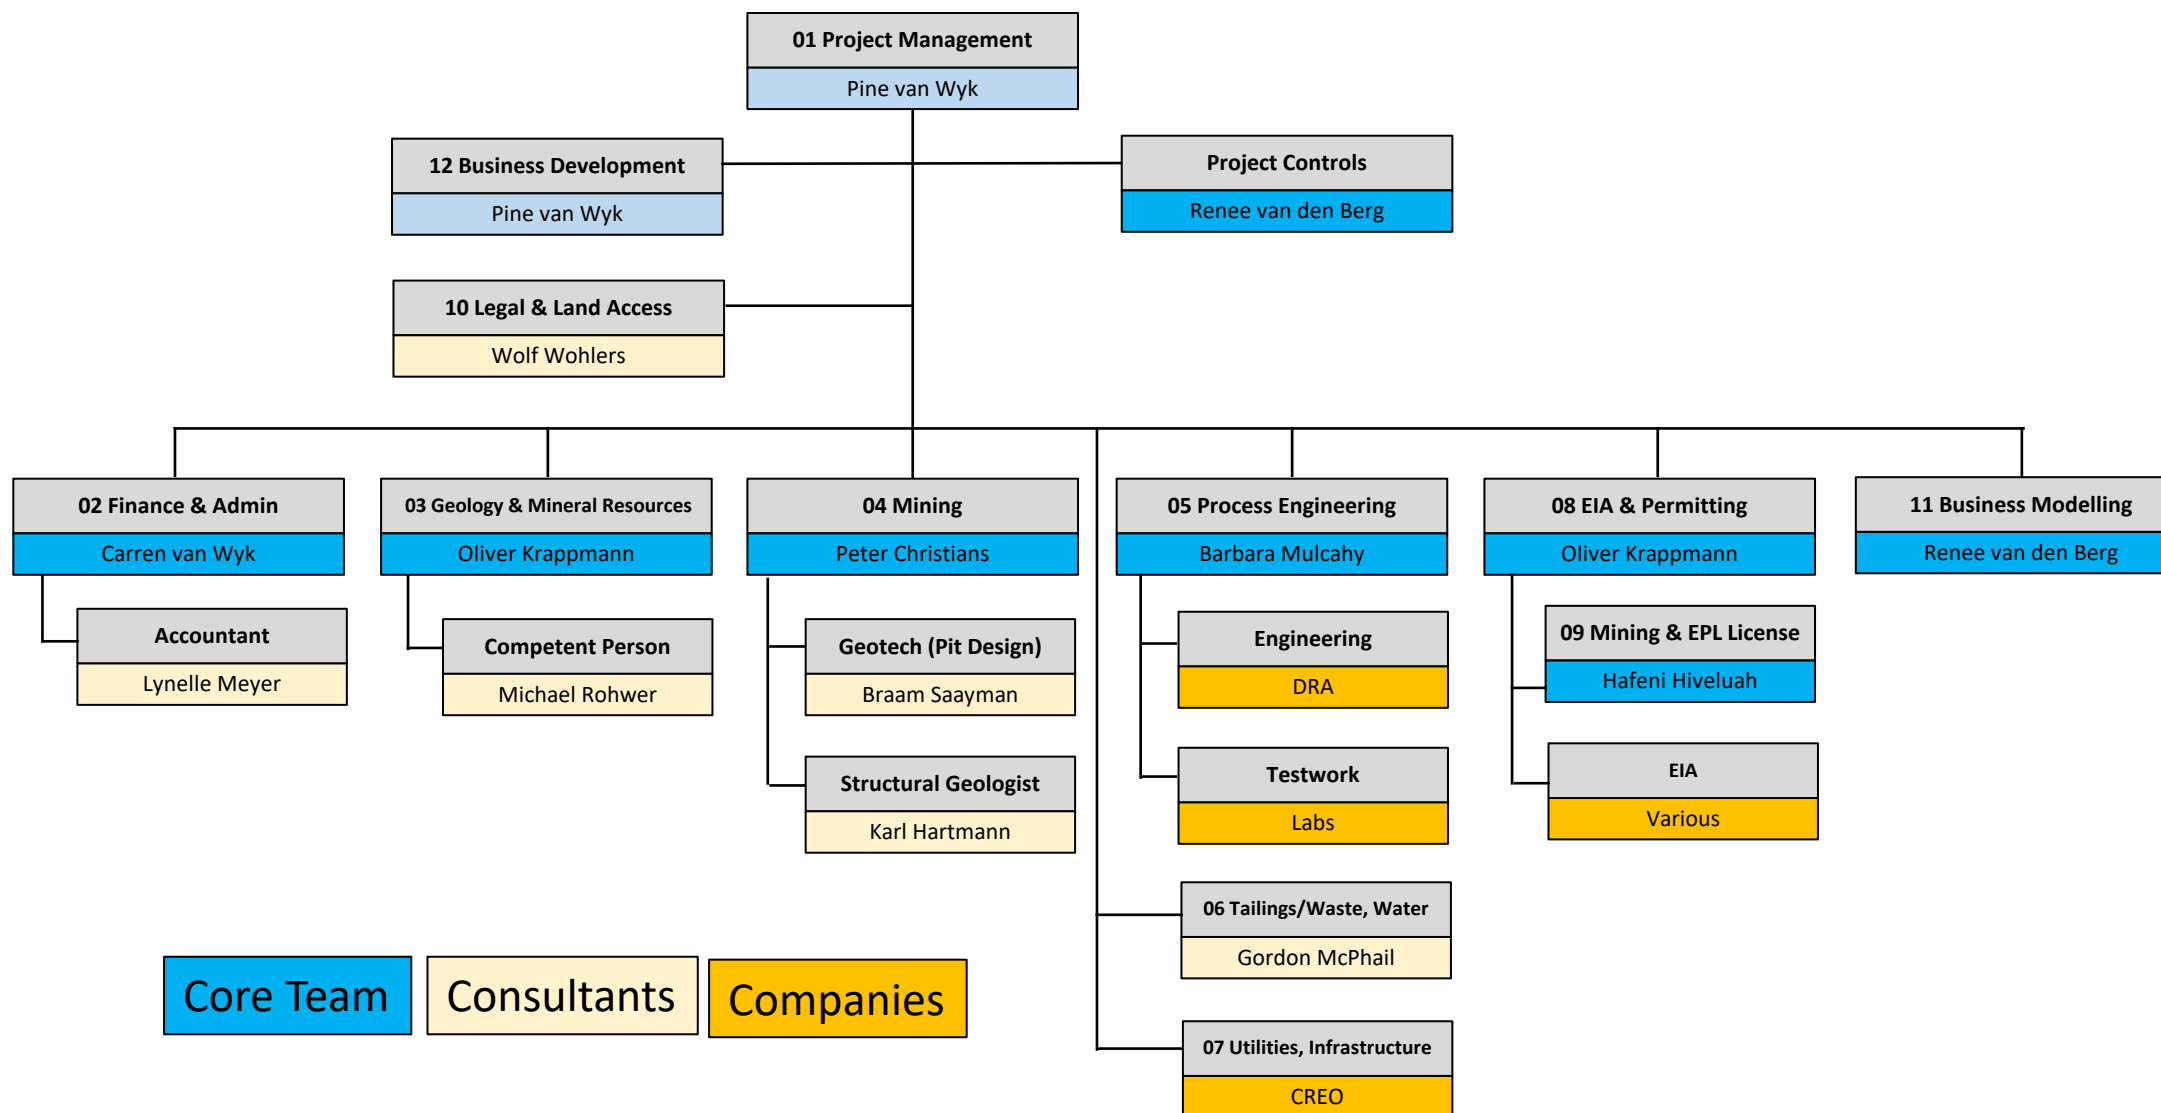 01 Project Management
Pine van Wyk
12 Business Development
Pine van Wyk
Project Controls
Renee van den Berg
10 Legal & Land Access
Wolf Wohlers
02 Finance & Admin
Carren van Wyk
03 Geology & Mineral Resources
Oliver Krappmann
04 Mining
Peter Christians
05 Process Engineering
Barbara Mulcahy
08 EIA & Permitting
Oliver Krappmann
11 Business Modelling
Renee van den Berg
Accountant
Lynelle Meyer
Competent Person
Michael Rohwer
Geotech (Pit Design)
Braam Saayman
Structural Geologist
Karl Hartmann
Engineering
DRA
Testwork
Labs
09 Mining & EPL License
Hafeni Hiveluah
EIA
Various
06 Tailings/Waste, Water
Gordon McPhail
07 Utilities, Infrastructure
CREO
Core Team
Consultants
Companies